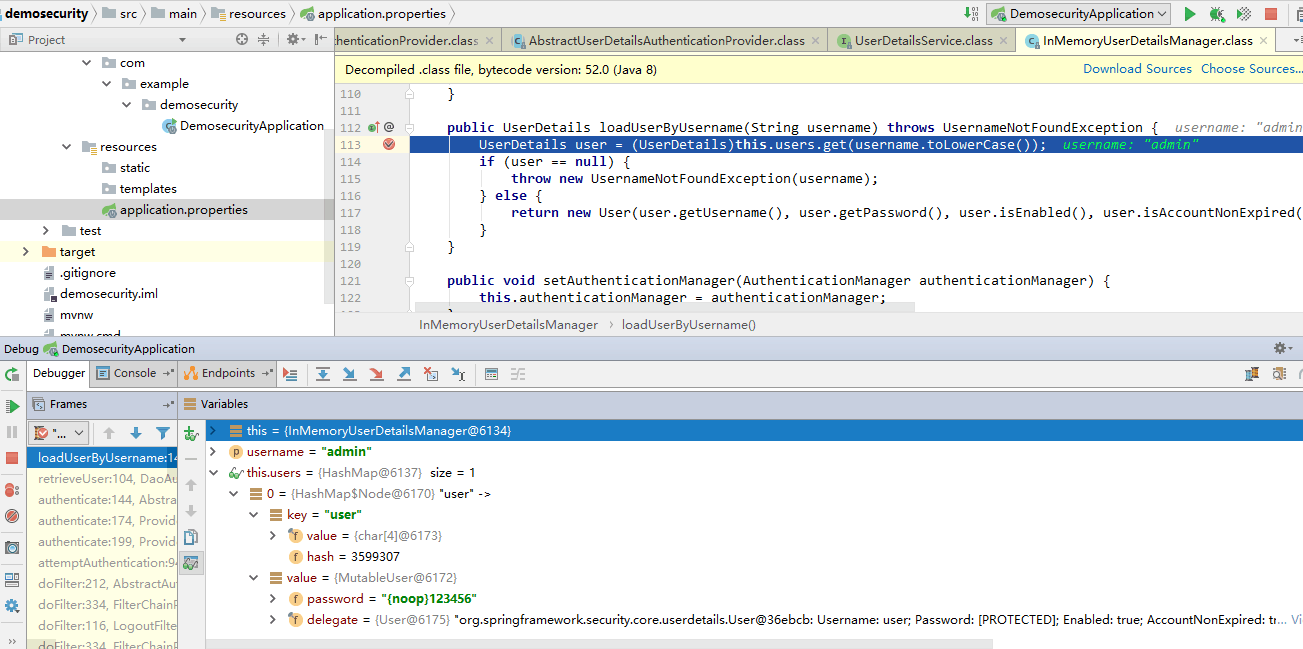 demosecurity src main resources application.properties DemosecurityApplication
Project
henticationProvider.class AbstractUserDetailsAuthenticationProvider.class UserDetailsService.class InMemoryUserDetailsManager.class
Decompiled .class file, bytecode version: 52.0 (Java 8) Download Sources Choose Sources...
com
example
demosecurity
DemosecurityApplication
resources
static
templates
application.properties
test
target
.gitignore
demosecurity.iml
mvnw
mvnw.cmd
110 }
111
112 public UserDetails loadUserByUsername(String username) throws UsernameNotFoundException { username: "admin
113 UserDetails user = (UserDetails)this.users.get(username.toLowerCase()); username: "admin"
114 if (user == null) {
115 throw new UsernameNotFoundException(username);
116 } else {
117 return new User(user.getUsername(), user.getPassword(), user.isEnabled(), user.isAccountNonExpired(
118 }
119 }
120
121 public void setAuthenticationManager(AuthenticationManager authenticationManager) {
122 this.authenticationManager = authenticationManager;
InMemoryUserDetailsManager loadUserByUsername()
Debug DemosecurityApplication
Debugger Console Endpoints
Frames
"...
loadUserByUsername:14
retrieveUser:104, DaoAu
authenticate:144, Abstra
authenticate:174, Provid
authenticate:199, Provid
attemptAuthentication:94
doFilter:212, AbstractAu
doFilter:334, FilterChainP
doFilter:116, LogoutFilte
doFilter:334, FilterChainP
Variables
this = {InMemoryUserDetailsManager@6134}
p username = "admin"
this.users = {HashMap@6137} size = 1
0 = {HashMap$Node@6170} "user" ->
key = "user"
f value = {char[4]@6173}
f hash = 3599307
value = {MutableUser@6172}
f password = "{noop}123456"
f delegate = {User@6175} "org.springframework.security.core.userdetails.User@36ebcb: Username: user; Password: [PROTECTED]; Enabled: true; AccountNonExpired: tr... Vi